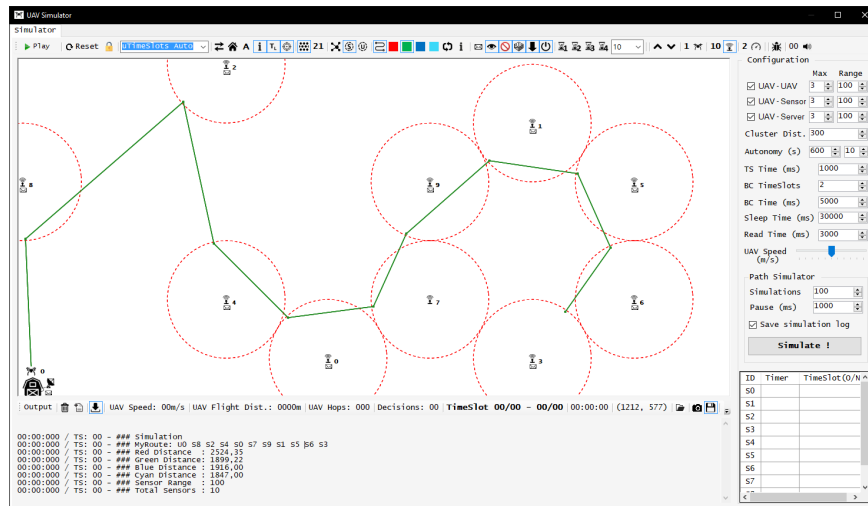 UAV Simulator
Simulator
Play Reset uTimeSlots Auto A i TL 21 i 10 1 10 2 00
2
1
8
9
5
4
7
6
0
3
0
Configuration
Max Range
UAV-UAV 3 100
UAV-Sensor 3 100
UAV-Server 3 100
Cluster Dist. 300
Autonomy (s) 600 10
TS Time (ms) 1000
BC TimeSlots 2
BC Time (ms) 5000
Sleep Time (ms) 30000
Read Time (ms) 3000
UAV Speed
(m/s)
Path Simulator
Simulations 100
Pause (ms) 1000
Save simulation log
Simulate !
ID Timer TimeSlot(O/N
S0
S1
S2
S3
S4
S5
S6
S7
Output UAV Speed: 00m/s UAV Flight Dist.: 0000m UAV Hops: 000 Decisions: 00 TimeSlot 00/00 - 00/00 00:00:00 (1212, 577)
00:00:000 / TS: 00 - ### Simulation
00:00:000 / TS: 00 - ### MyRoute: U0 S8 S2 S4 S0 S7 S9 S1 S5 S6 S3
00:00:000 / TS: 00 - ### Red Distance : 2524,35
00:00:000 / TS: 00 - ### Green Distance: 1899,22
00:00:000 / TS: 00 - ### Blue Distance : 1916,00
00:00:000 / TS: 00 - ### Cyan Distance : 1847,00
00:00:000 / TS: 00 - ### Sensor Range : 100
00:00:000 / TS: 00 - ### Total Sensors : 10